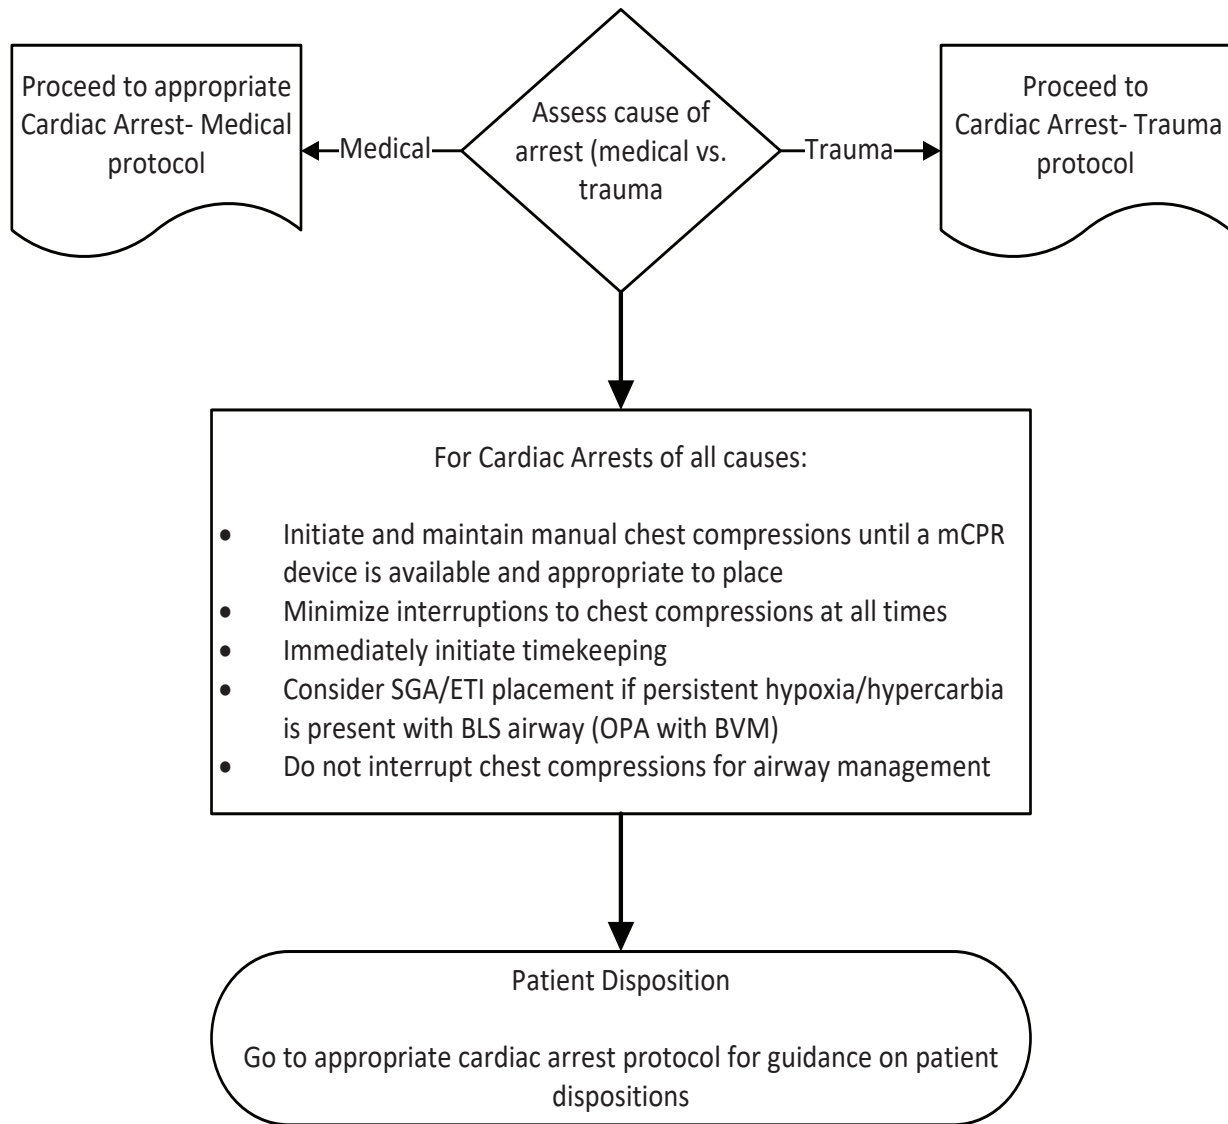 Proceed to appropriate
Cardiac Arrest- Medical
protocol
Medical
Assess cause of
arrest (medical vs.
trauma
Trauma
Proceed to
Cardiac Arrest- Trauma
protocol
For Cardiac Arrests of all causes:
• Initiate and maintain manual chest compressions until a mCPR
device is available and appropriate to place
• Minimize interruptions to chest compressions at all times
• Immediately initiate timekeeping
• Consider SGA/ETI placement if persistent hypoxia/hypercarbia
is present with BLS airway (OPA with BVM)
• Do not interrupt chest compressions for airway management
Patient Disposition
Go to appropriate cardiac arrest protocol for guidance on patient
dispositions